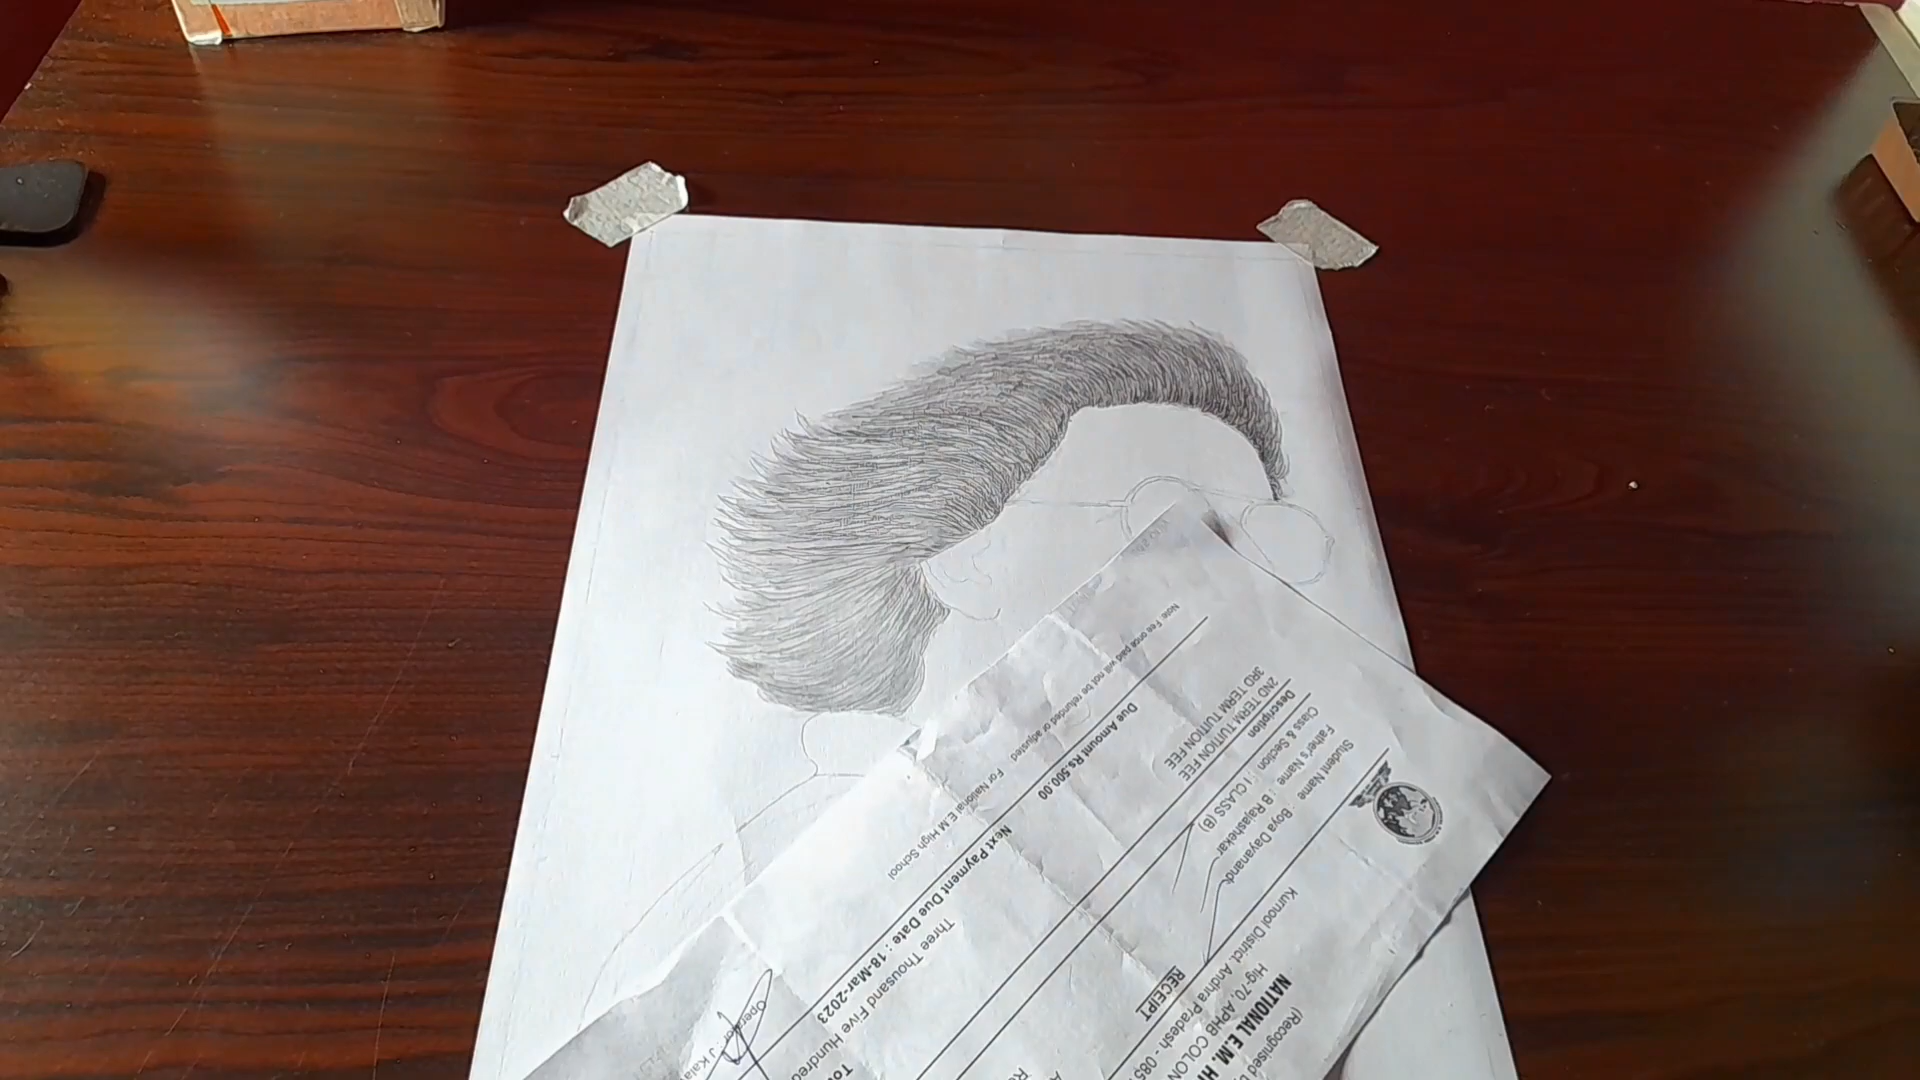 (Recognised
NATIONAL E.M. HI
Hig-70, APHB COLON
Kurnool District, Andhra Pradesh - 085
RECEIPT
Student Name : Boya Dayanand
Father's Name : B Rajashekar
Class & Section : I CLASS (B)
Description
2ND TERM TUITION FEE
3RD TERM TUITION FEE
To
Three Thousand Five Hundred
Due Amount Rs.500.00
Next Payment Due Date : 18-Mar-2023
Note: Fee once paid will not be refunded or adjusted
For National E.M High School
Operator : J Kala